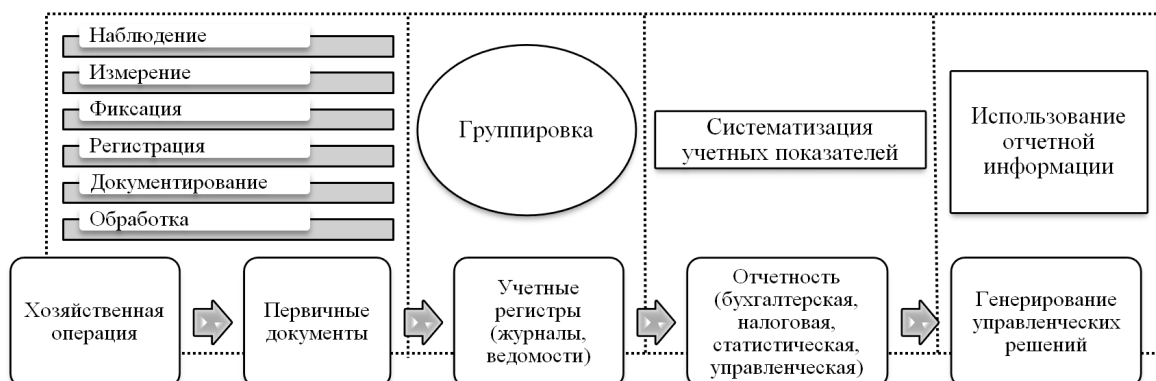 Наблюдение
Измерение
Фиксация
Регистрация
Документирование
Обработка
Группировка
Систематизация
учетных показателей
Использование
отчетной
информации
Хозяйственная
операция
Первичные
документы
Учетные
регистры
(журналы,
ведомости)
Отчетность
(бухгалтерская,
налоговая,
статистическая,
управленческая)
Генерирование
управленческих
решений